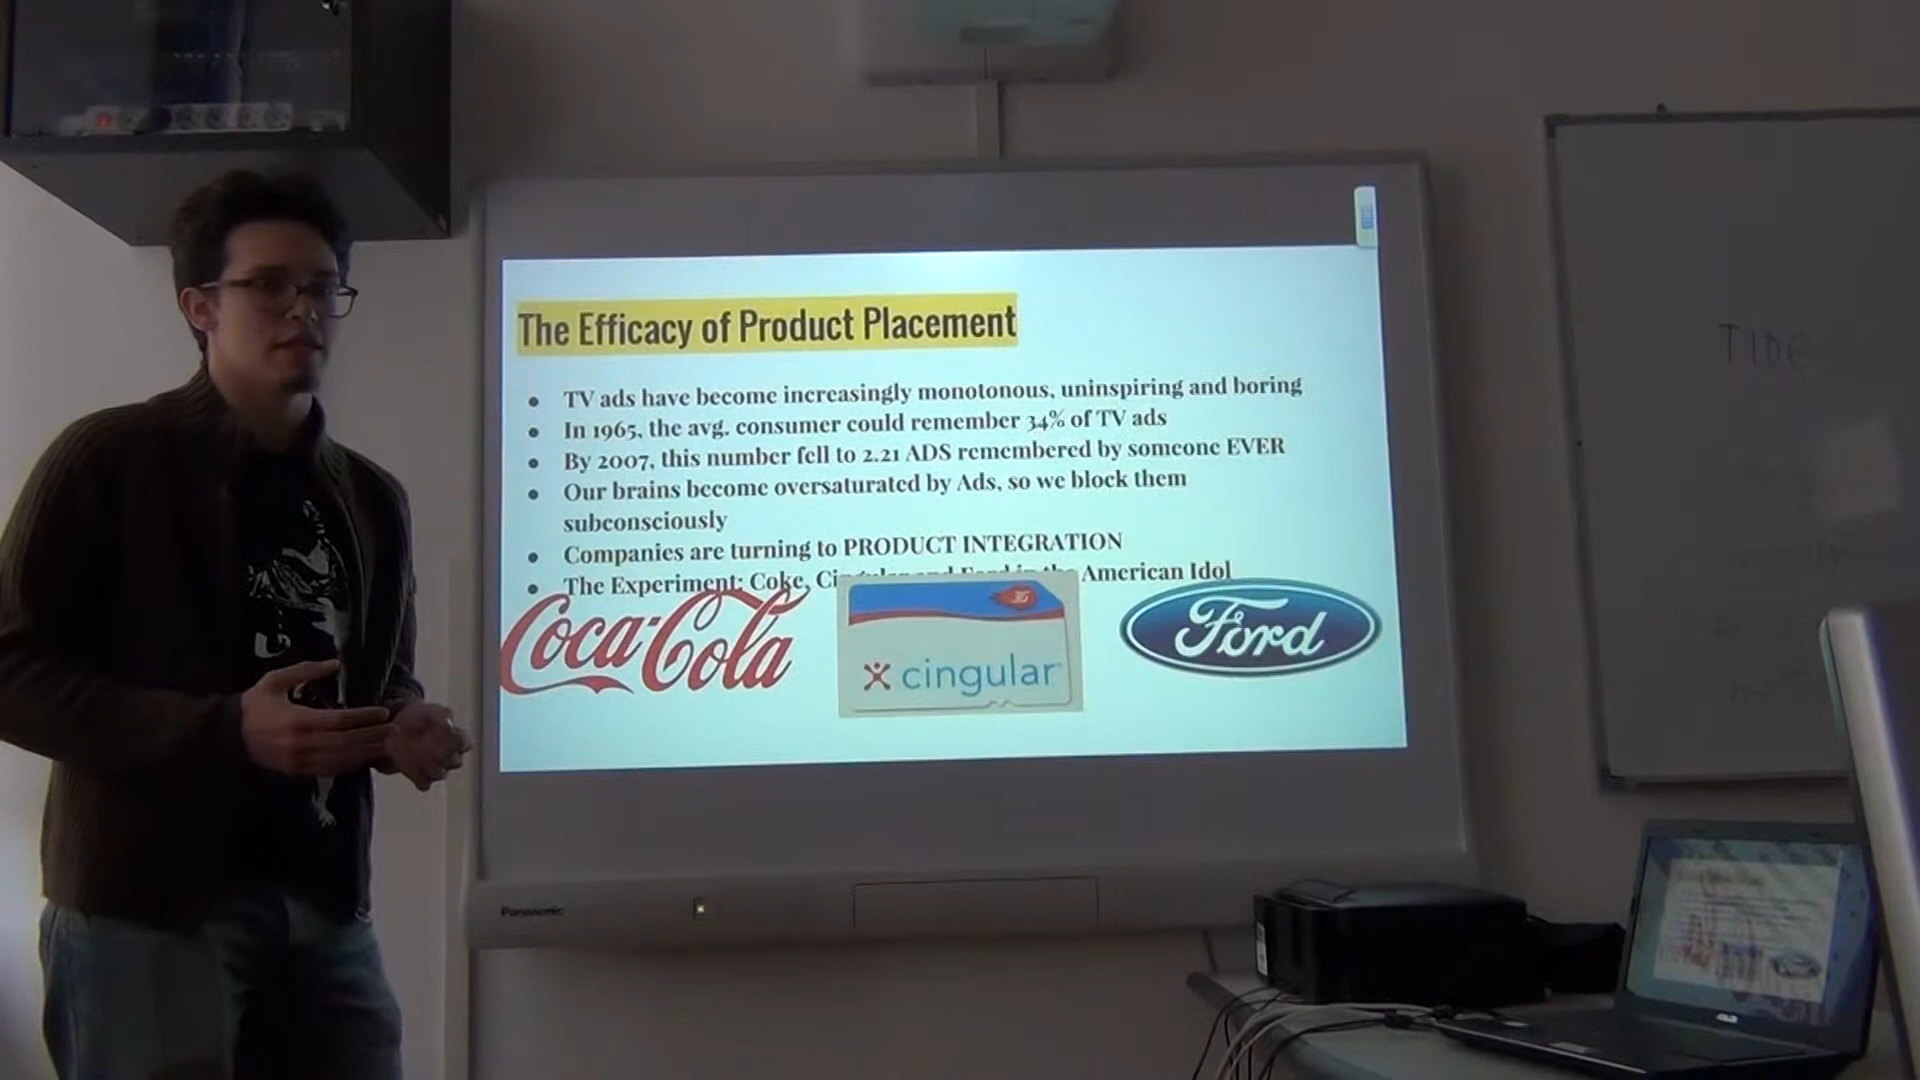 The Efficacy of Product Placement
● TV ads have become increasingly monotonous, uninspiring and boring
● In 1965, the avg. consumer could remember 34% of TV ads
● By 2007, this number fell to 2.21 ADS remembered by someone EVER
● Our brains become oversaturated by Ads, so we block them
subconsciously
● Companies are turning to PRODUCT INTEGRATION
● The Experiment: Coke, American Idol
Coca-Cola
3G
cingular
Ford
TIDE
Panasonic
ASUS